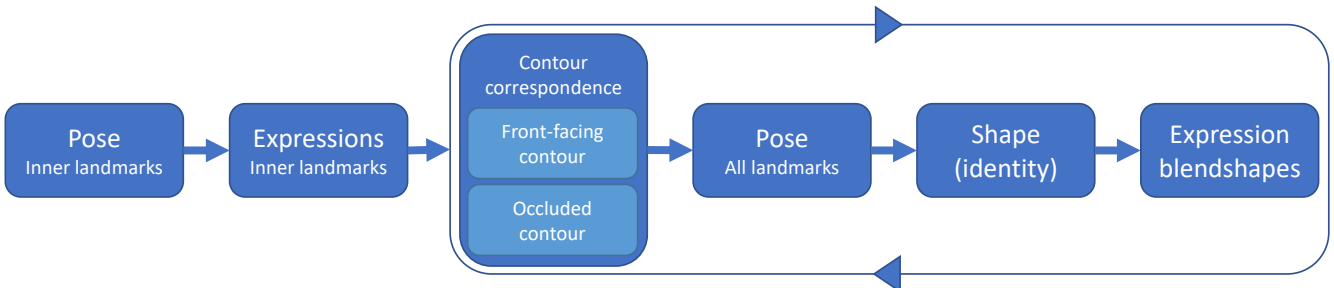 Pose
Inner landmarks
Expressions
Inner landmarks
Contour
correspondence
Front-facing
contour
Occluded
contour
Pose
All landmarks
Shape
(identity)
Expression
blendshapes